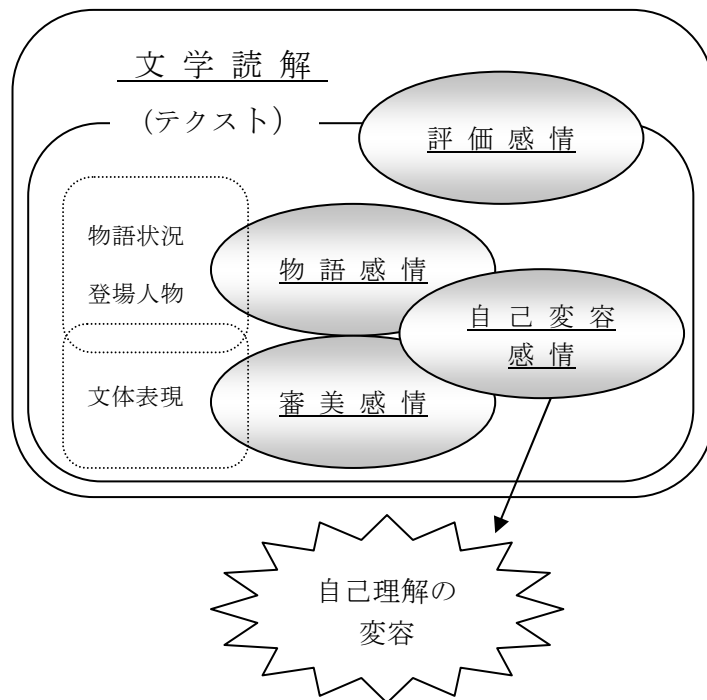 文 学 読 解
(テクスト)
評 価 感 情
物語状況
登場人物
物 語 感 情
自 己 変 容
感 情
文体表現
審 美 感 情
自己理解の
変容